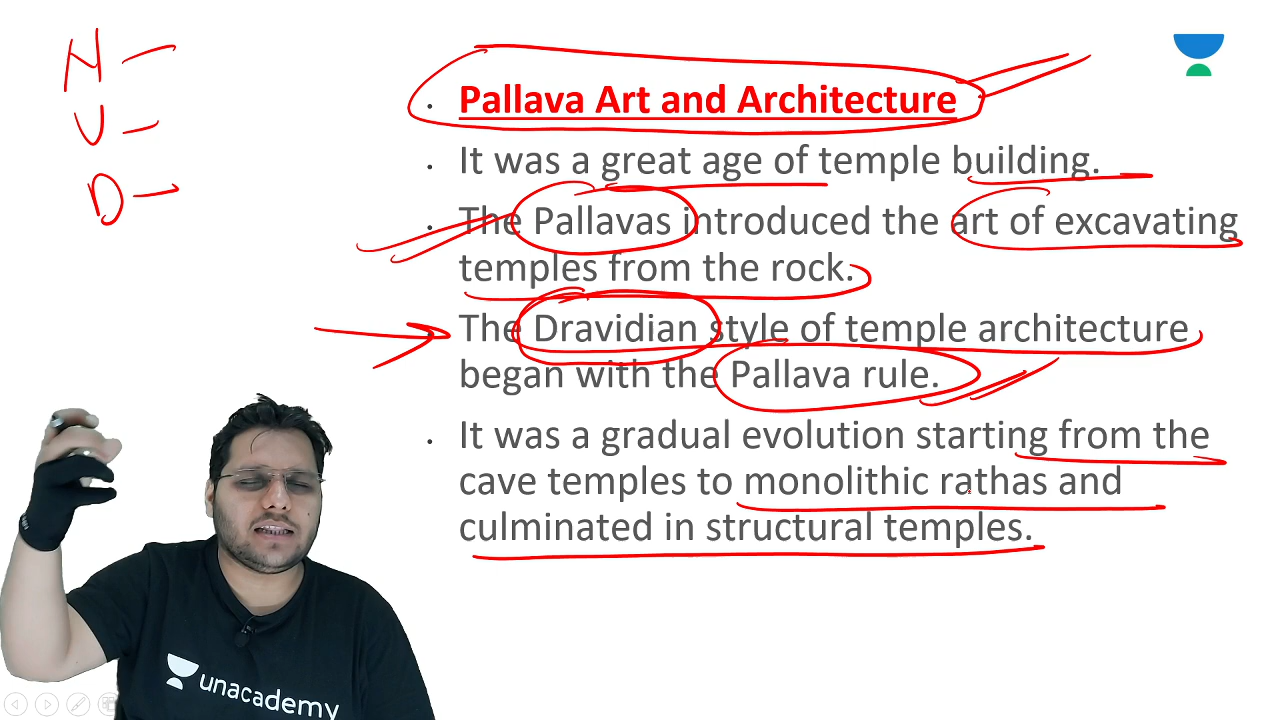 N
V
D
Pallava Art and Architecture
It was a great age of temple building.
The Pallavas introduced the art of excavating
temples from the rock.
The Dravidian style of temple architecture
began with the Pallava rule.
It was a gradual evolution starting from the
cave temples to monolithic rathas and
culminated in structural temples.
unacademy